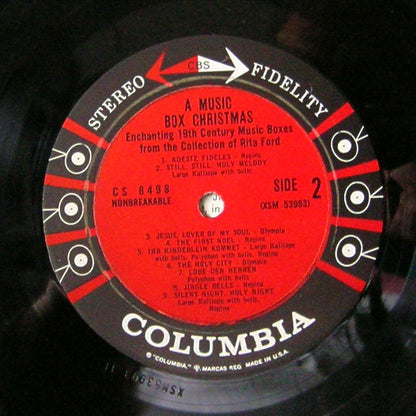 STEREO CBS FIDELITY
A MUSIC
BOX CHRISTMAS
Enchanting 19th Century Music Boxes
from the Collection of Rita Ford
1. ADESTE FIDELES - Regina
2. STILL, STILL, HOLY MELODY
Large Kalliope with bells
CS 8498
NONBREAKABLE
SIDE 2
(XSM 53993)
3. JESUS, LOVER OF MY SOUL - Olympia
4. THE FIRST NOEL - Regina
5. IHR KINDERLEIN KOMMET - Large Kalliope
with bells, Polyphon with bells, Regina
6. THE HOLY CITY - Olympia
7. LOBE DEN HERREN
Polyphon with bells
8. JINGLE BELLS - Regina
9. SILENT NIGHT, HOLY NIGHT
Large Kalliope with bells,
Regina
COLUMBIA
® "COLUMBIA," MARCAS REG. MADE IN U.S.A.